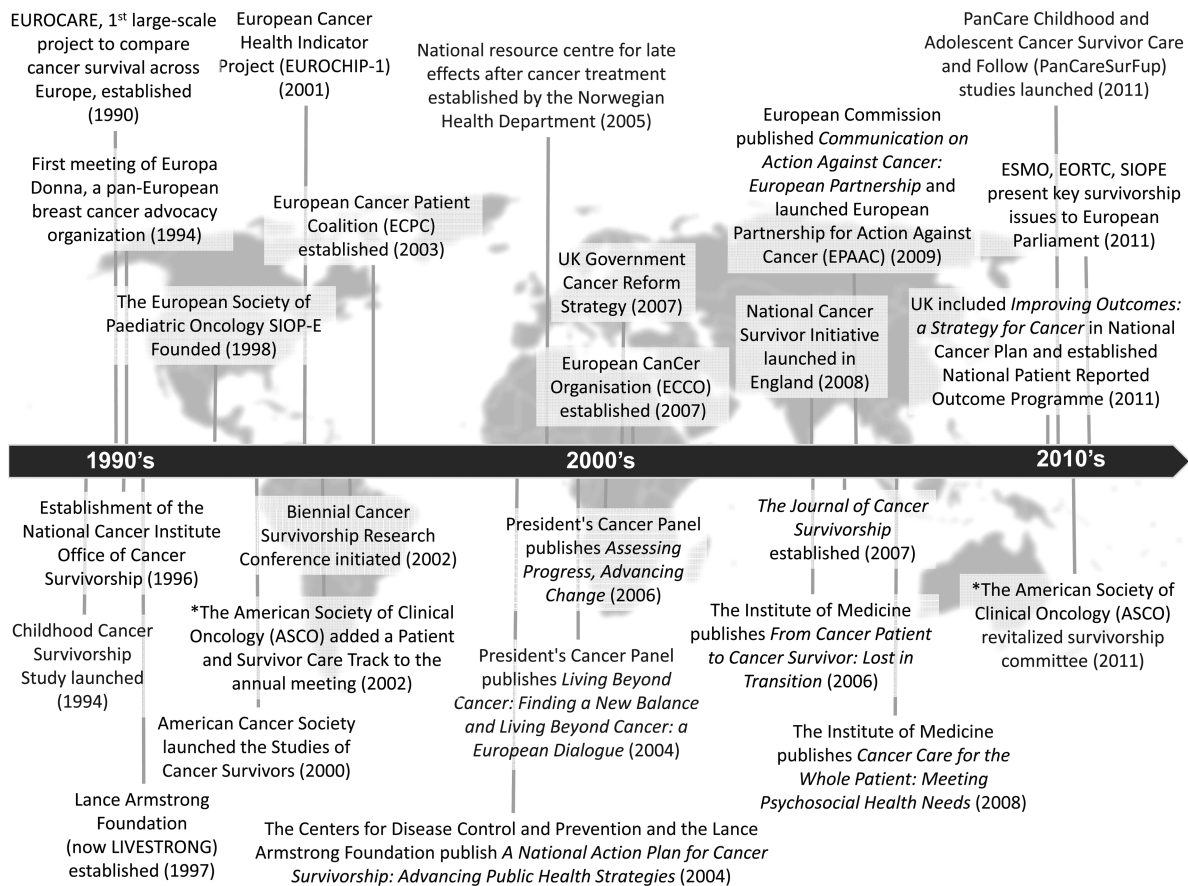 EUROCARE, 1st large-scale
project to compare
cancer survival across
Europe, established
(1990)
European Cancer
Health Indicator
Project (EUROCHIP-1)
(2001)
National resource centre for late
effects after cancer treatment
established by the Norwegian
Health Department (2005)
PanCare Childhood and
Adolescent Cancer Survivor Care
and Follow (PanCareSurFup)
studies launched (2011)
First meeting of Europa
Donna, a pan-European
breast cancer advocacy
organization (1994)
European Cancer Patient
Coalition (ECPC)
established (2003)
European Commission
published Communication on
Action Against Cancer:
European Partnership and
launched European
Partnership for Action Against
Cancer (EPAAC) (2009)
ESMO, EORTC, SIOPE
present key survivorship
issues to European
Parliament (2011)
The European Society of
Paediatric Oncology SIOP-E
Founded (1998)
UK Government
Cancer Reform
Strategy (2007)
National Cancer
Survivor Initiative
launched in
England (2008)
UK included Improving Outcomes:
a Strategy for Cancer in National
Cancer Plan and established
National Patient Reported
Outcome Programme (2011)
European CanCer
Organisation (ECCO)
established (2007)
1990's
2000's
2010's
Establishment of the
National Cancer Institute
Office of Cancer
Survivorship (1996)
Biennial Cancer
Survivorship Research
Conference initiated (2002)
President's Cancer Panel
publishes Assessing
Progress, Advancing
Change (2006)
The Journal of Cancer
Survivorship
established (2007)
*The American Society of
Clinical Oncology (ASCO)
revitalized survivorship
committee (2011)
Childhood Cancer
Survivorship
Study launched
(1994)
*The American Society of Clinical
Oncology (ASCO) added a Patient
and Survivor Care Track to the
annual meeting (2002)
The Institute of Medicine
publishes From Cancer Patient
to Cancer Survivor: Lost in
Transition (2006)
President's Cancer Panel
publishes Living Beyond
Cancer: Finding a New Balance
and Living Beyond Cancer: a
European Dialogue (2004)
American Cancer Society
launched the Studies of
Cancer Survivors (2000)
The Institute of Medicine
publishes Cancer Care for the
Whole Patient: Meeting
Psychosocial Health Needs (2008)
Lance Armstrong
Foundation
(now LIVESTRONG)
established (1997)
The Centers for Disease Control and Prevention and the Lance
Armstrong Foundation publish A National Action Plan for Cancer
Survivorship: Advancing Public Health Strategies (2004)